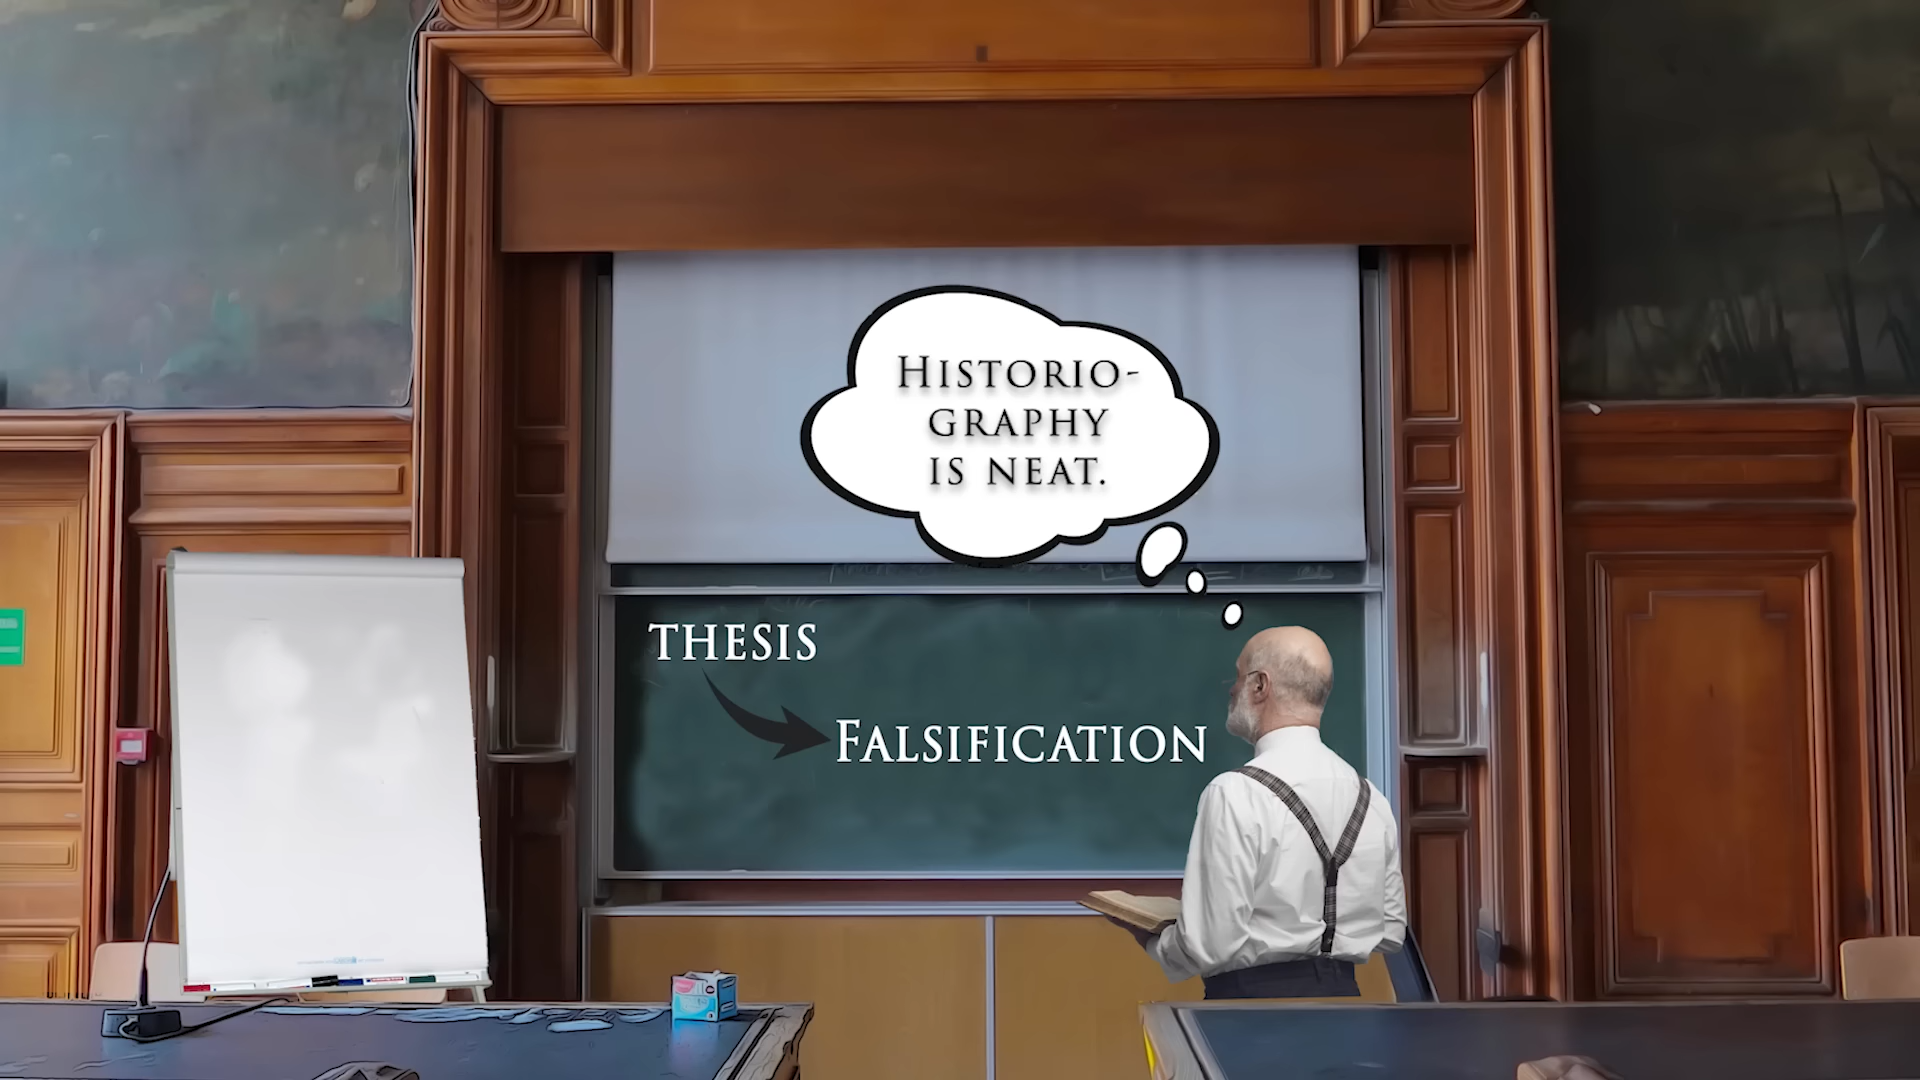 HISTORIO-
GRAPHY
IS NEAT.
THESIS
FALSIFICATION